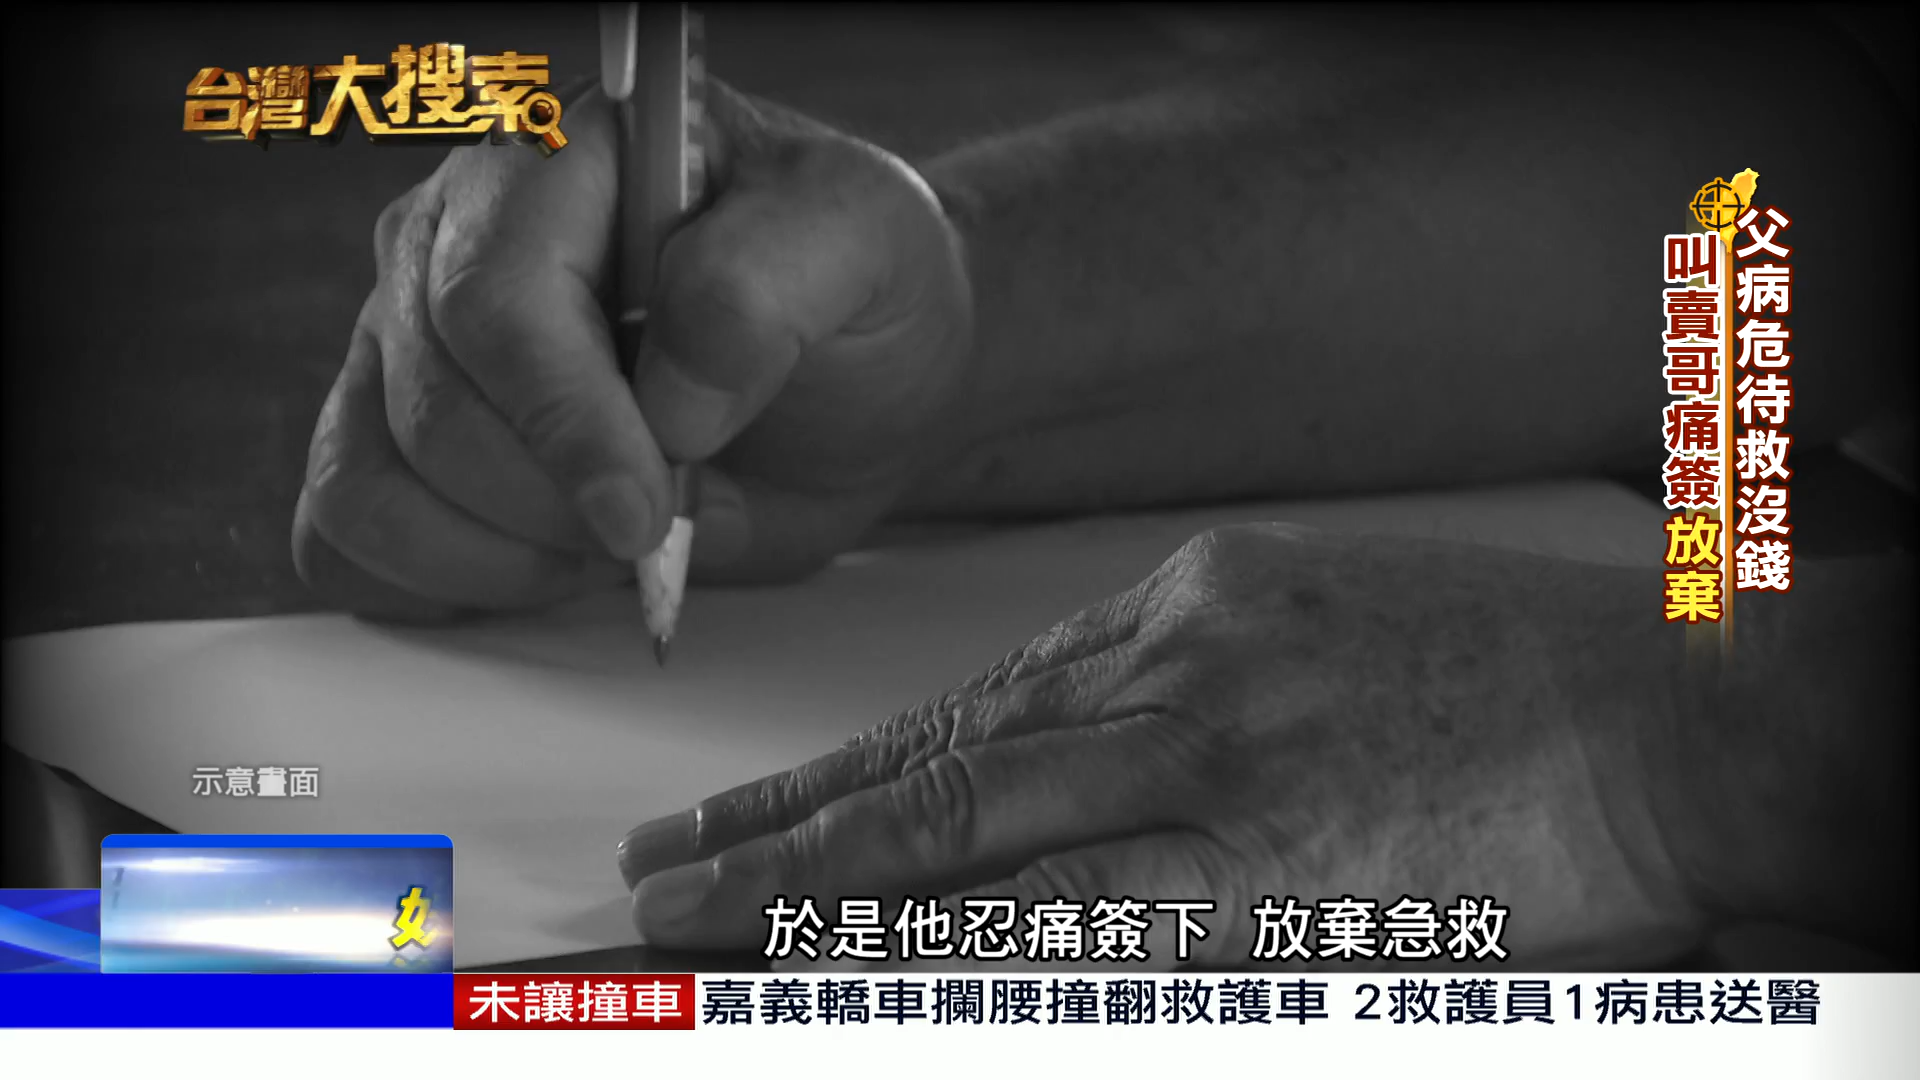 台灣大搜索
父病危待救沒錢
叫賣哥痛簽放棄
示意畫面
於是他忍痛簽下 放棄急救
未讓撞車 嘉義轎車攔腰撞翻救護車 2救護員1病患送醫